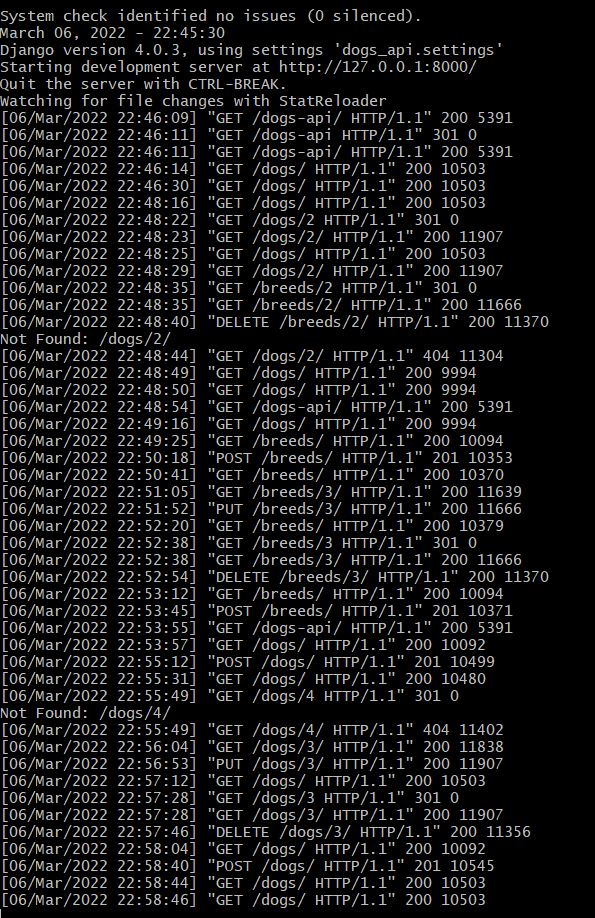 System check identified no issues (0 silenced).
March 06, 2022 - 22:45:30
Django version 4.0.3, using settings 'dogs_api.settings'
Starting development server at http://127.0.0.1:8000/
Quit the server with CTRL-BREAK.
Watching for file changes with StatReloader
[06/Mar/2022 22:46:09] "GET /dogs-api/ HTTP/1.1" 200 5391
[06/Mar/2022 22:46:11] "GET /dogs-api HTTP/1.1" 301 0
[06/Mar/2022 22:46:11] "GET /dogs-api/ HTTP/1.1" 200 5391
[06/Mar/2022 22:46:14] "GET /dogs/ HTTP/1.1" 200 10503
[06/Mar/2022 22:46:30] "GET /dogs/ HTTP/1.1" 200 10503
[06/Mar/2022 22:48:16] "GET /dogs/ HTTP/1.1" 200 10503
[06/Mar/2022 22:48:22] "GET /dogs/2 HTTP/1.1" 301 0
[06/Mar/2022 22:48:23] "GET /dogs/2/ HTTP/1.1" 200 11907
[06/Mar/2022 22:48:25] "GET /dogs/ HTTP/1.1" 200 10503
[06/Mar/2022 22:48:29] "GET /dogs/2/ HTTP/1.1" 200 11907
[06/Mar/2022 22:48:35] "GET /breeds/2 HTTP/1.1" 301 0
[06/Mar/2022 22:48:35] "GET /breeds/2/ HTTP/1.1" 200 11666
[06/Mar/2022 22:48:40] "DELETE /breeds/2/ HTTP/1.1" 200 11370
Not Found: /dogs/2/
[06/Mar/2022 22:48:44] "GET /dogs/2/ HTTP/1.1" 404 11304
[06/Mar/2022 22:48:49] "GET /dogs/ HTTP/1.1" 200 9994
[06/Mar/2022 22:48:50] "GET /dogs/ HTTP/1.1" 200 9994
[06/Mar/2022 22:48:54] "GET /dogs-api/ HTTP/1.1" 200 5391
[06/Mar/2022 22:49:16] "GET /dogs/ HTTP/1.1" 200 9994
[06/Mar/2022 22:49:25] "GET /breeds/ HTTP/1.1" 200 10094
[06/Mar/2022 22:50:18] "POST /breeds/ HTTP/1.1" 201 10353
[06/Mar/2022 22:50:41] "GET /breeds/ HTTP/1.1" 200 10370
[06/Mar/2022 22:51:05] "GET /breeds/3/ HTTP/1.1" 200 11639
[06/Mar/2022 22:51:52] "PUT /breeds/3/ HTTP/1.1" 200 11666
[06/Mar/2022 22:52:20] "GET /breeds/ HTTP/1.1" 200 10379
[06/Mar/2022 22:52:38] "GET /breeds/3 HTTP/1.1" 301 0
[06/Mar/2022 22:52:38] "GET /breeds/3/ HTTP/1.1" 200 11666
[06/Mar/2022 22:52:54] "DELETE /breeds/3/ HTTP/1.1" 200 11370
[06/Mar/2022 22:53:12] "GET /breeds/ HTTP/1.1" 200 10094
[06/Mar/2022 22:53:45] "POST /breeds/ HTTP/1.1" 201 10371
[06/Mar/2022 22:53:55] "GET /dogs-api/ HTTP/1.1" 200 5391
[06/Mar/2022 22:53:57] "GET /dogs/ HTTP/1.1" 200 10092
[06/Mar/2022 22:55:12] "POST /dogs/ HTTP/1.1" 201 10499
[06/Mar/2022 22:55:31] "GET /dogs/ HTTP/1.1" 200 10480
[06/Mar/2022 22:55:49] "GET /dogs/4 HTTP/1.1" 301 0
Not Found: /dogs/4/
[06/Mar/2022 22:55:49] "GET /dogs/4/ HTTP/1.1" 404 11402
[06/Mar/2022 22:56:04] "GET /dogs/3/ HTTP/1.1" 200 11838
[06/Mar/2022 22:56:53] "PUT /dogs/3/ HTTP/1.1" 200 11907
[06/Mar/2022 22:57:12] "GET /dogs/ HTTP/1.1" 200 10503
[06/Mar/2022 22:57:28] "GET /dogs/3 HTTP/1.1" 301 0
[06/Mar/2022 22:57:28] "GET /dogs/3/ HTTP/1.1" 200 11907
[06/Mar/2022 22:57:46] "DELETE /dogs/3/ HTTP/1.1" 200 11356
[06/Mar/2022 22:58:04] "GET /dogs/ HTTP/1.1" 200 10092
[06/Mar/2022 22:58:40] "POST /dogs/ HTTP/1.1" 201 10545
[06/Mar/2022 22:58:44] "GET /dogs/ HTTP/1.1" 200 10503
[06/Mar/2022 22:58:46] "GET /dogs/ HTTP/1.1" 200 10503